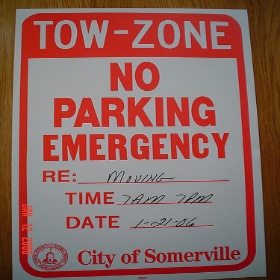 TOW-ZONE
NO
PARKING
EMERGENCY
RE: MOVING
TIME 7AM 7PM
DATE 1-21-06
City of Somerville